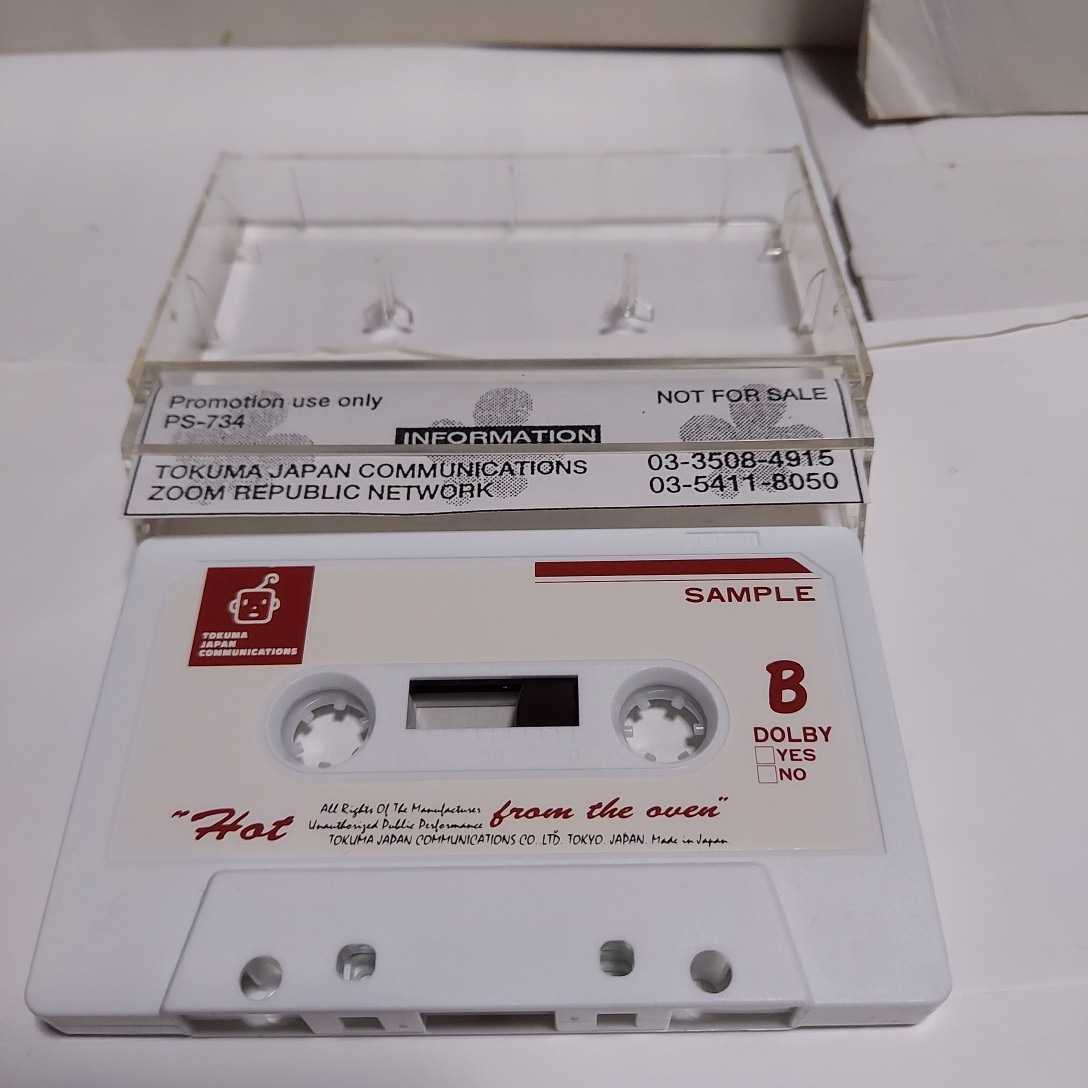 Promotion use only
NOT FOR SALE
PS-734
INFORMATION
TOKUMA JAPAN COMMUNICATIONS 03-3508-4915
ZOOM REPUBLIC NETWORK 03-5411-8050
TOKUMA
JAPAN
COMMUNICATIONS
SAMPLE
B
DOLBY
YES
NO
"Hot from the oven"
All Rights Of The Manufacturer
Unauthorized Public Performance
TOKUMA JAPAN COMMUNICATIONS CO. LTD. TOKYO. JAPAN. Made in Japan